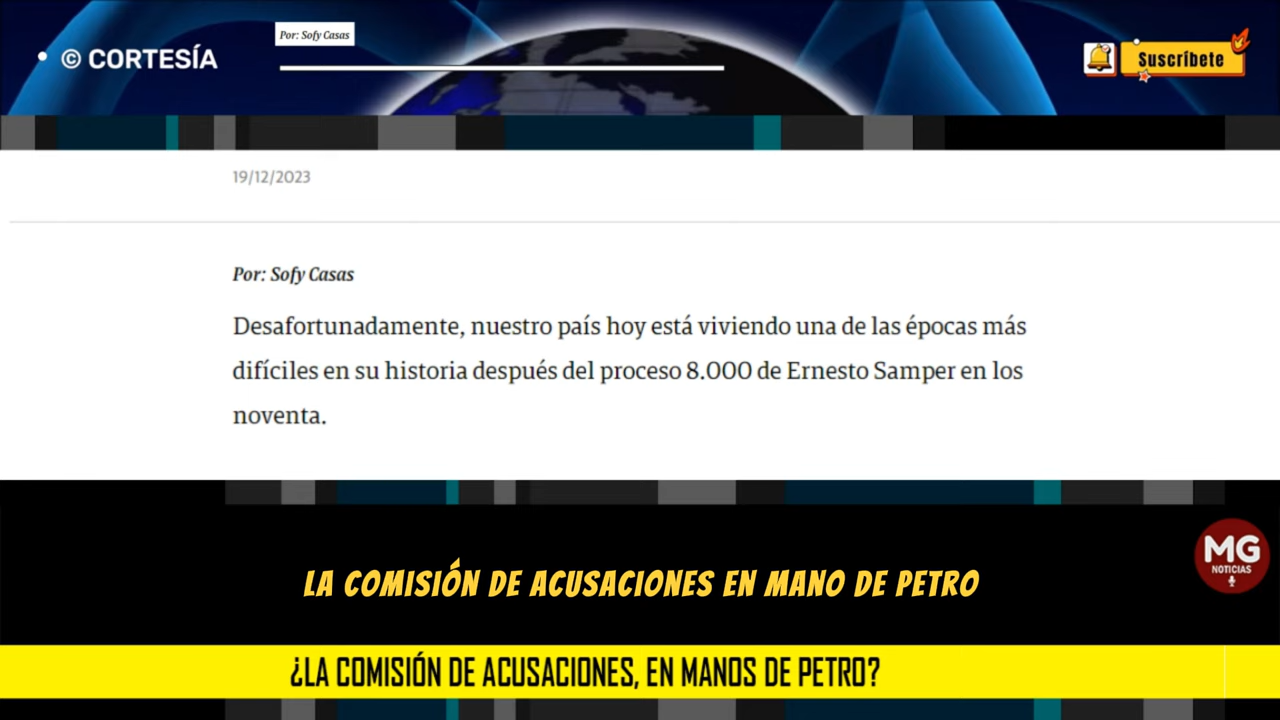 Por: Sofy Casas
© CORTESÍA
Suscríbete
19/12/2023
Por: Sofy Casas
Desafortunadamente, nuestro país hoy está viviendo una de las épocas más
difíciles en su historia después del proceso 8.000 de Ernesto Samper en los
noventa.
MG
NOTICIAS
LA COMISIÓN DE ACUSACIONES EN MANO DE PETRO
¿LA COMISIÓN DE ACUSACIONES, EN MANOS DE PETRO?